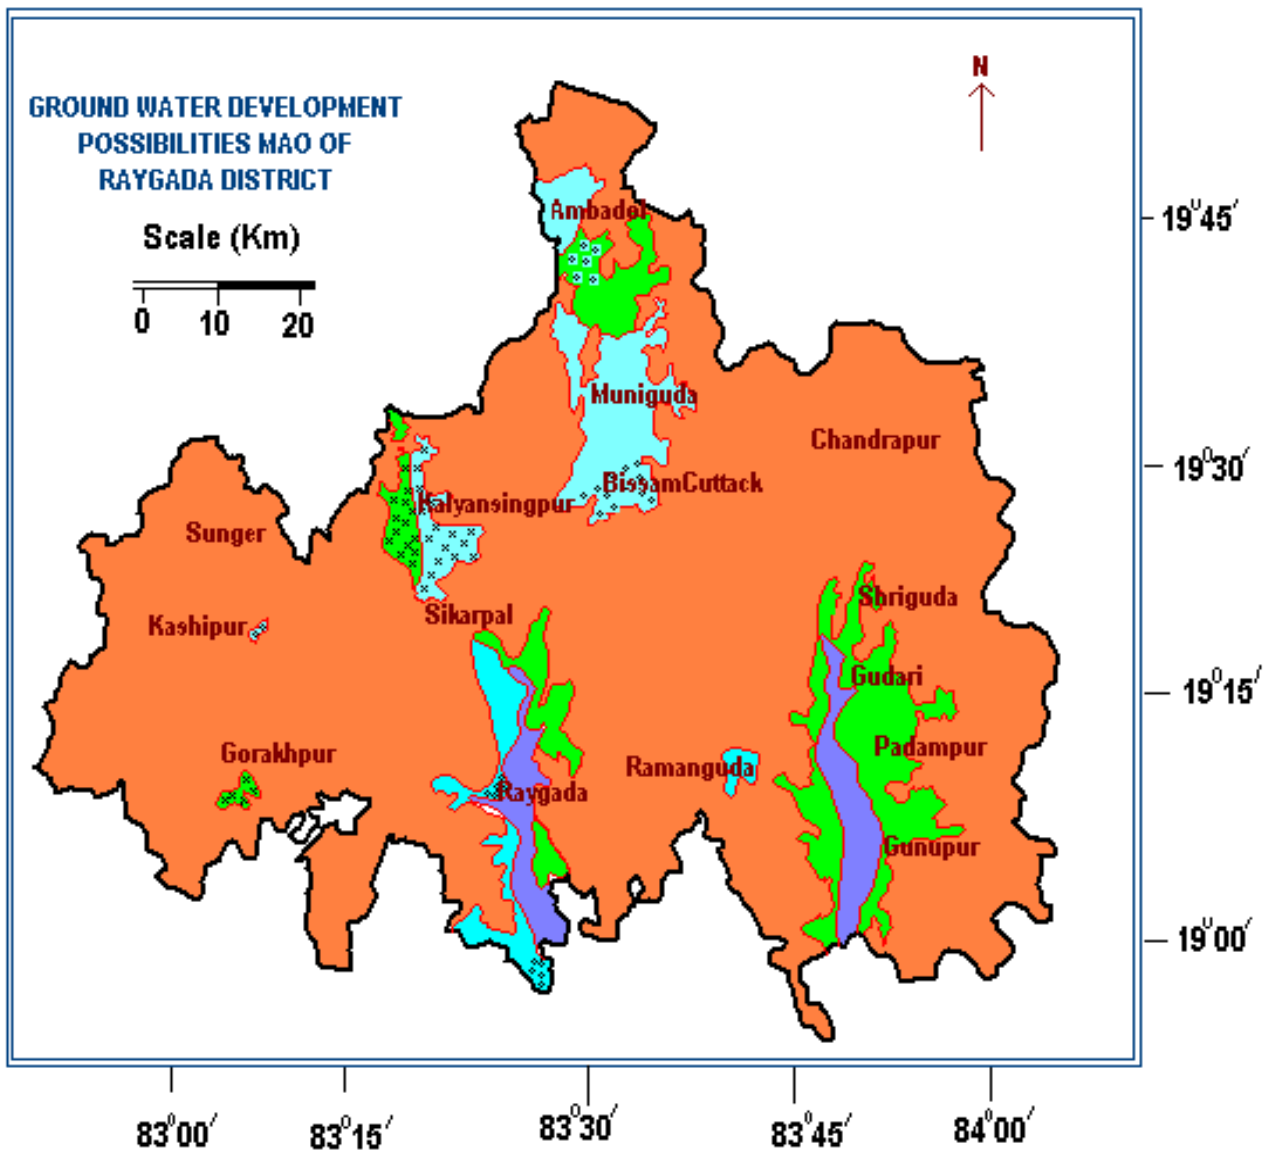 GROUND WATER DEVELOPMENT
POSSIBILITIES MAO OF
RAYGADA DISTRICT
Scale (Km)
0 10 20
N
Ambadol
Muniguda
Chandrapur
BissamCuttack
Kalyansingpur
Sunger
Kashipur
Sikarpal
Shriguda
Gudari
Padampur
Gorakhpur
Ramanguda
Raygada
Gunupur
19°45′
19°30′
19°15′
19°00′
83°00′ 83°15′ 83°30′ 83°45′ 84°00′